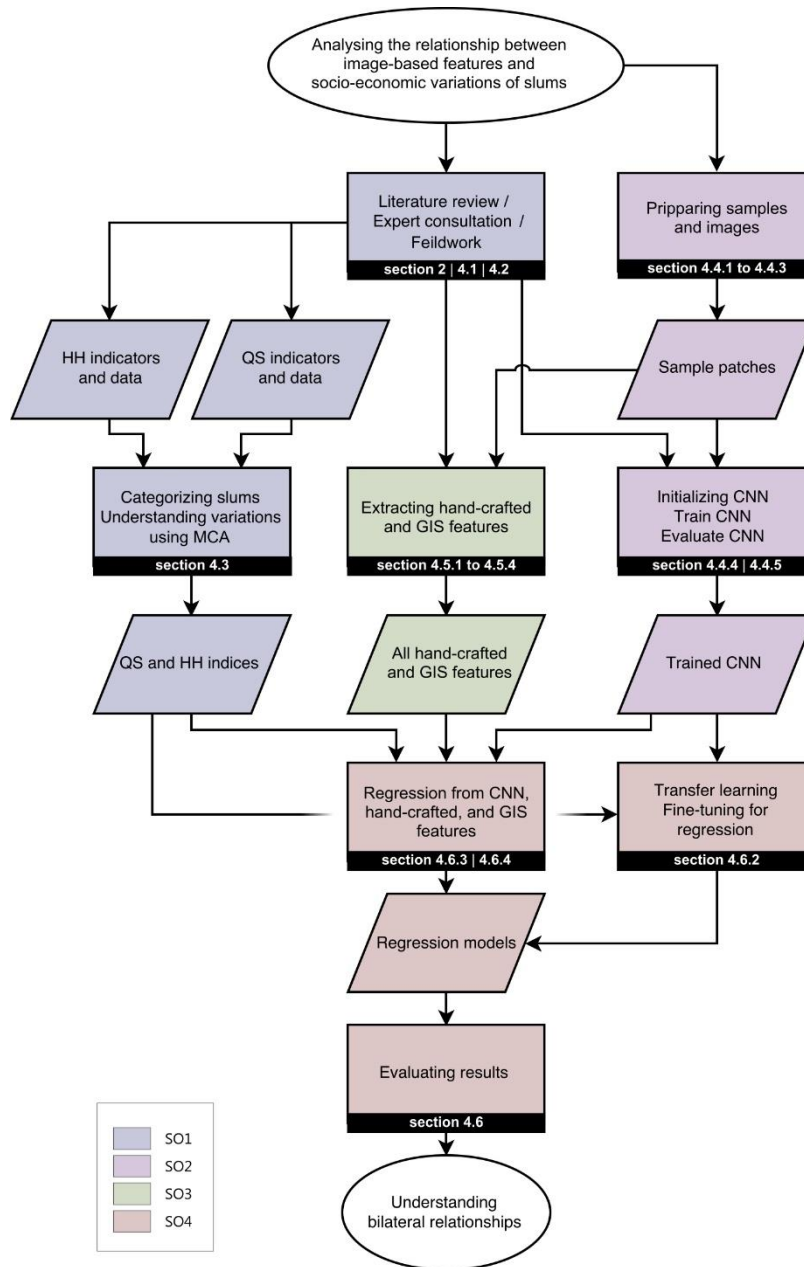 Analysing the relationship between
image-based features and
socio-economic variations of slums
Literature review /
Expert consultation /
Feildwork
section 2 | 4.1 | 4.2
Pripparing samples
and images
section 4.4.1 to 4.4.3
HH indicators
and data
QS indicators
and data
Sample patches
Categorizing slums
Understanding variations
using MCA
section 4.3
Extracting hand-crafted
and GIS features
section 4.5.1 to 4.5.4
Initializing CNN
Train CNN
Evaluate CNN
section 4.4.4 | 4.4.5
QS and HH indices
All hand-crafted
and GIS features
Trained CNN
Regression from CNN,
hand-crafted, and GIS
features
section 4.6.3 | 4.6.4
Transfer learning
Fine-tuning for
regression
section 4.6.2
Regression models
Evaluating results
section 4.6
SO1
SO2
SO3
SO4
Understanding
bilateral relationships